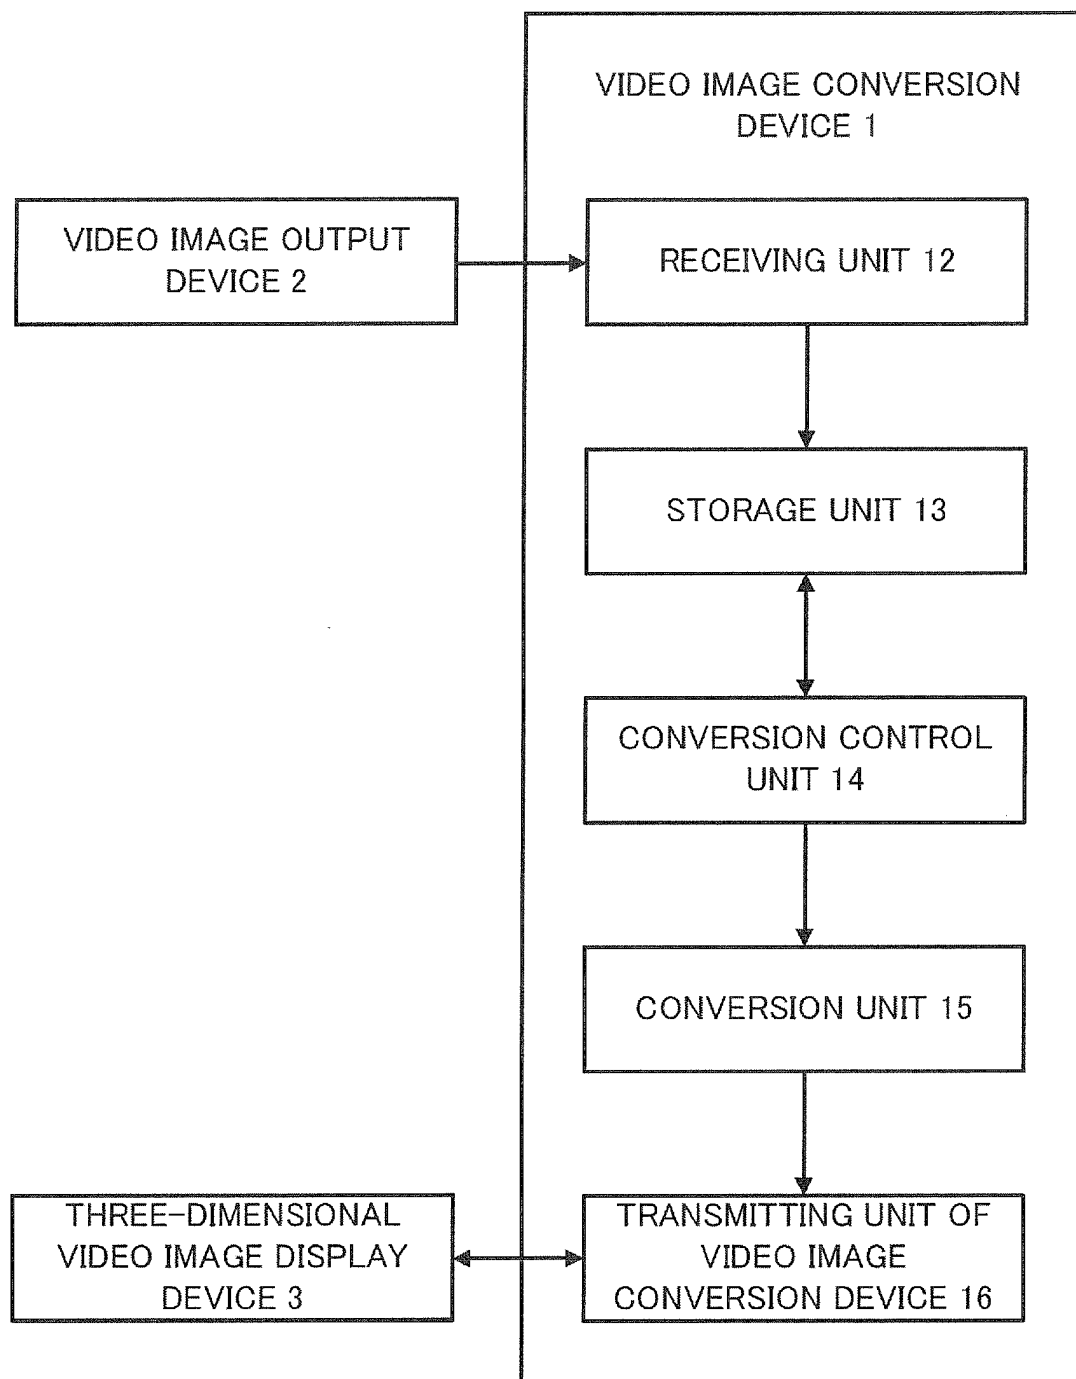 VIDEO IMAGE CONVERSION
DEVICE 1
VIDEO IMAGE OUTPUT
DEVICE 2
RECEIVING UNIT 12
STORAGE UNIT 13
CONVERSION CONTROL
UNIT 14
CONVERSION UNIT 15
THREE-DIMENSIONAL
VIDEO IMAGE DISPLAY
DEVICE 3
TRANSMITTING UNIT OF
VIDEO IMAGE
CONVERSION DEVICE 16